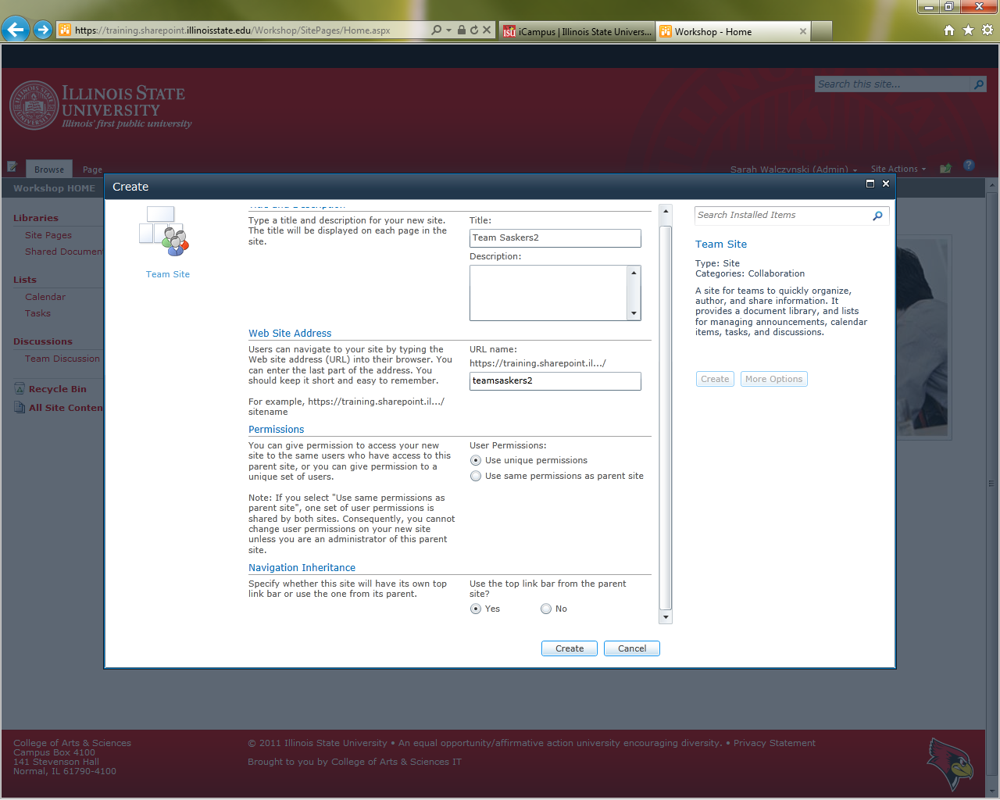 https://training.sharepoint.illinoisstate.edu/Workshop/SitePages/Home.aspx
iCampus | Illinois State Univers...
Workshop - Home
ILLINOIS STATE
UNIVERSITY
Illinois' first public university
Search this site...
Browse
Page
Sarah Walczynski (Admin)
Site Actions
Workshop HOME
Libraries
Site Pages
Shared Documen
Lists
Calendar
Tasks
Discussions
Team Discussion
Recycle Bin
All Site Conten
Create
Team Site
Title and Description
Type a title and description for your new site.
The title will be displayed on each page in the
site.
Title:
Team Saskers2
Description:
Web Site Address
Users can navigate to your site by typing the
Web site address (URL) into their browser. You
can enter the last part of the address. You
should keep it short and easy to remember.
For example, https://training.sharepoint.il.../
sitename
URL name:
https://training.sharepoint.il.../
teamsaskers2
Permissions
You can give permission to access your new
site to the same users who have access to this
parent site, or you can give permission to a
unique set of users.
Note: If you select "Use same permissions as
parent site", one set of user permissions is
shared by both sites. Consequently, you cannot
change user permissions on your new site
unless you are an administrator of this parent
site.
User Permissions:
Use unique permissions
Use same permissions as parent site
Navigation Inheritance
Specify whether this site will have its own top
link bar or use the one from its parent.
Use the top link bar from the parent
site?
Yes
No
Create
Cancel
Search Installed Items
Team Site
Type: Site
Categories: Collaboration
A site for teams to quickly organize,
author, and share information. It
provides a document library, and lists
for managing announcements, calendar
items, tasks, and discussions.
Create
More Options
College of Arts & Sciences
Campus Box 4100
141 Stevenson Hall
Normal, IL 61790-4100
© 2011 Illinois State University • An equal opportunity/affirmative action university encouraging diversity. • Privacy Statement
Brought to you by College of Arts & Sciences IT